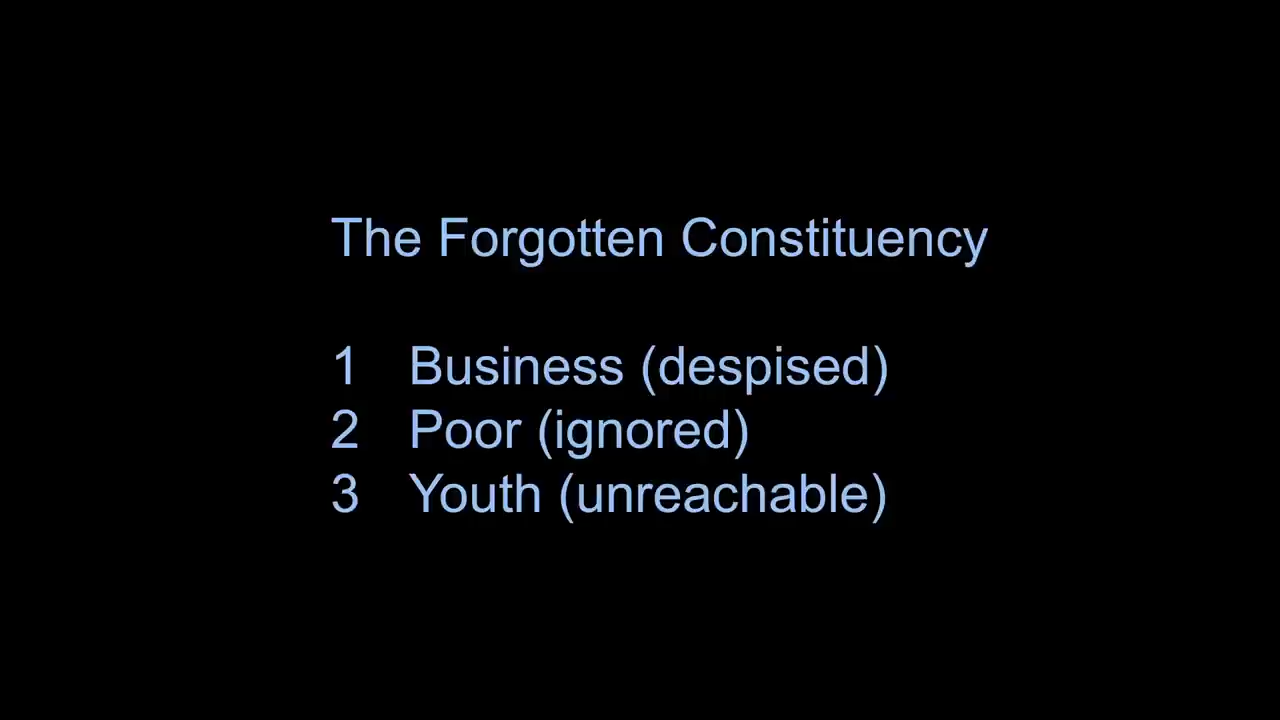 The Forgotten Constituency
1 Business (despised)
2 Poor (ignored)
3 Youth (unreachable)